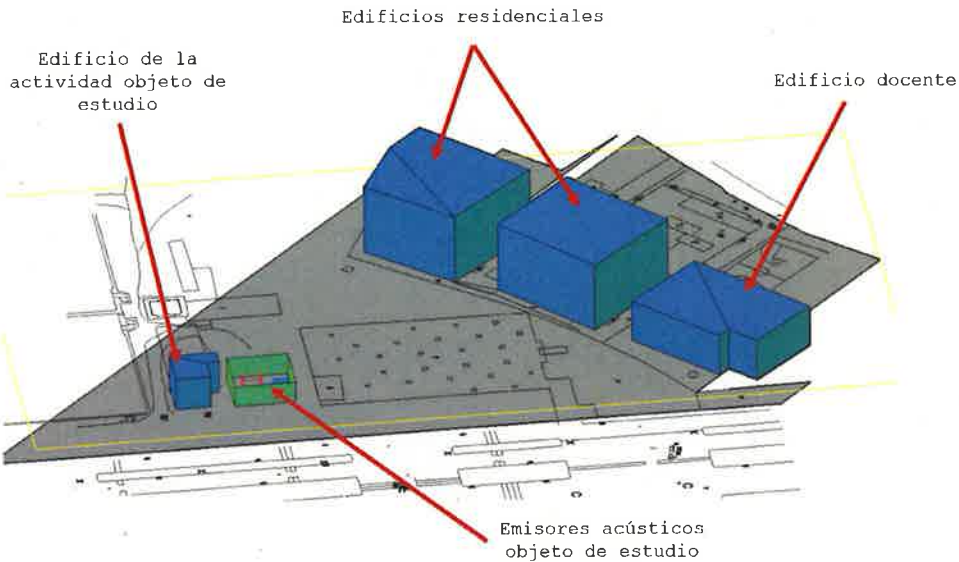 Edificios residenciales
Edificio de la
actividad objeto de
estudio
Edificio docente
Emisores acústicos
objeto de estudio